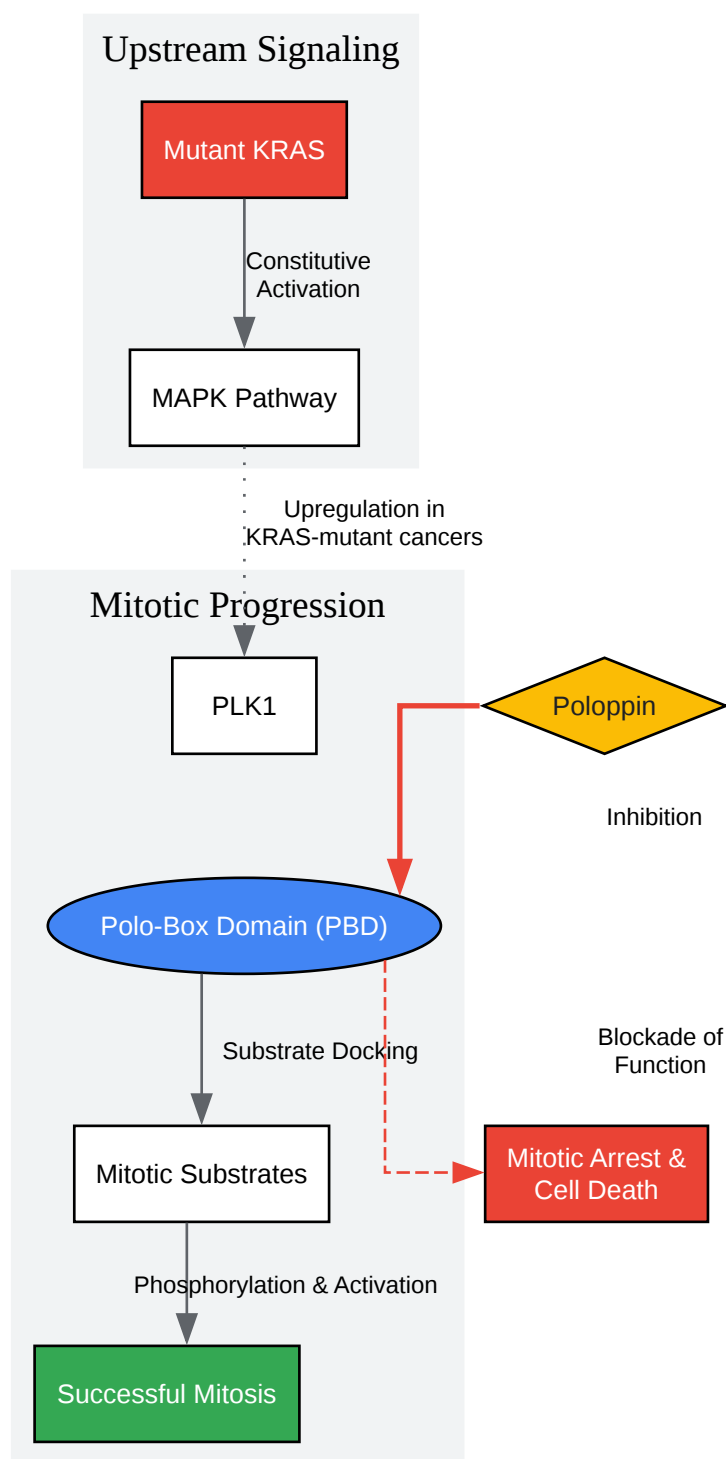 Upstream Signaling
Mutant KRAS
Constitutive
Activation
MAPK Pathway
Upregulation in
KRAS-mutant cancers
Mitotic Progression
PLK1
Poloppin
Inhibition
Polo-Box Domain (PBD)
Substrate Docking
Blockade of
Function
Mitotic Substrates
Mitotic Arrest &
Cell Death
Phosphorylation & Activation
Successful Mitosis